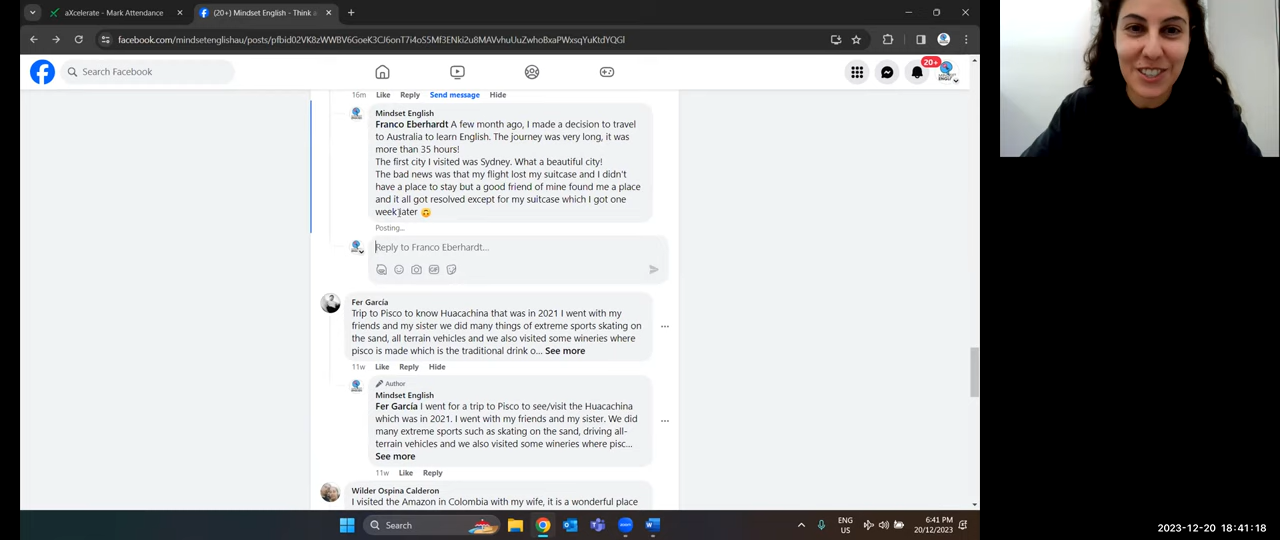 aXcelerate - Mark Attendance
(20+) Mindset English - Think a
facebook.com/mindsetenglishau/posts/pfbid02VK8zWWBV6GoeK3CJ6onT7i4oS5Mf3ENki2u8MAVvhuUuZwhoBxaPWxsqYuKtdYQGl
Search Facebook
20+
16m Like Reply Send message Hide
Mindset English
Franco Eberhardt A few month ago, I made a decision to travel
to Australia to learn English. The journey was very long, it was
more than 35 hours!
The first city I visited was Sydney. What a beautiful city!
The bad news was that my flight lost my suitcase and I didn't
have a place to stay but a good friend of mine found me a place
and it all got resolved except for my suitcase which I got one
week later 🙃
Posting...
Reply to Franco Eberhardt...
Fer García
Trip to Pisco to know Huacachina that was in 2021 I went with my
friends and my sister we did many things of extreme sports skating on
the sand, all terrain vehicles and we also visited some wineries where
pisco is made which is the traditional drink o... See more
11w Like Reply Hide
Author
Mindset English
Fer García I went for a trip to Pisco to see/visit the Huacachina
which was in 2021. I went with my friends and my sister. We did
many extreme sports such as skating on the sand, driving all-
terrain vehicles and we also visited some wineries where pisc...
See more
11w Like Reply
Wilder Ospina Calderon
I visited the Amazon in Colombia with my wife, it is a wonderful place
Search
ENG
US
6:41 PM
20/12/2023
2023-12-20 18:41:18